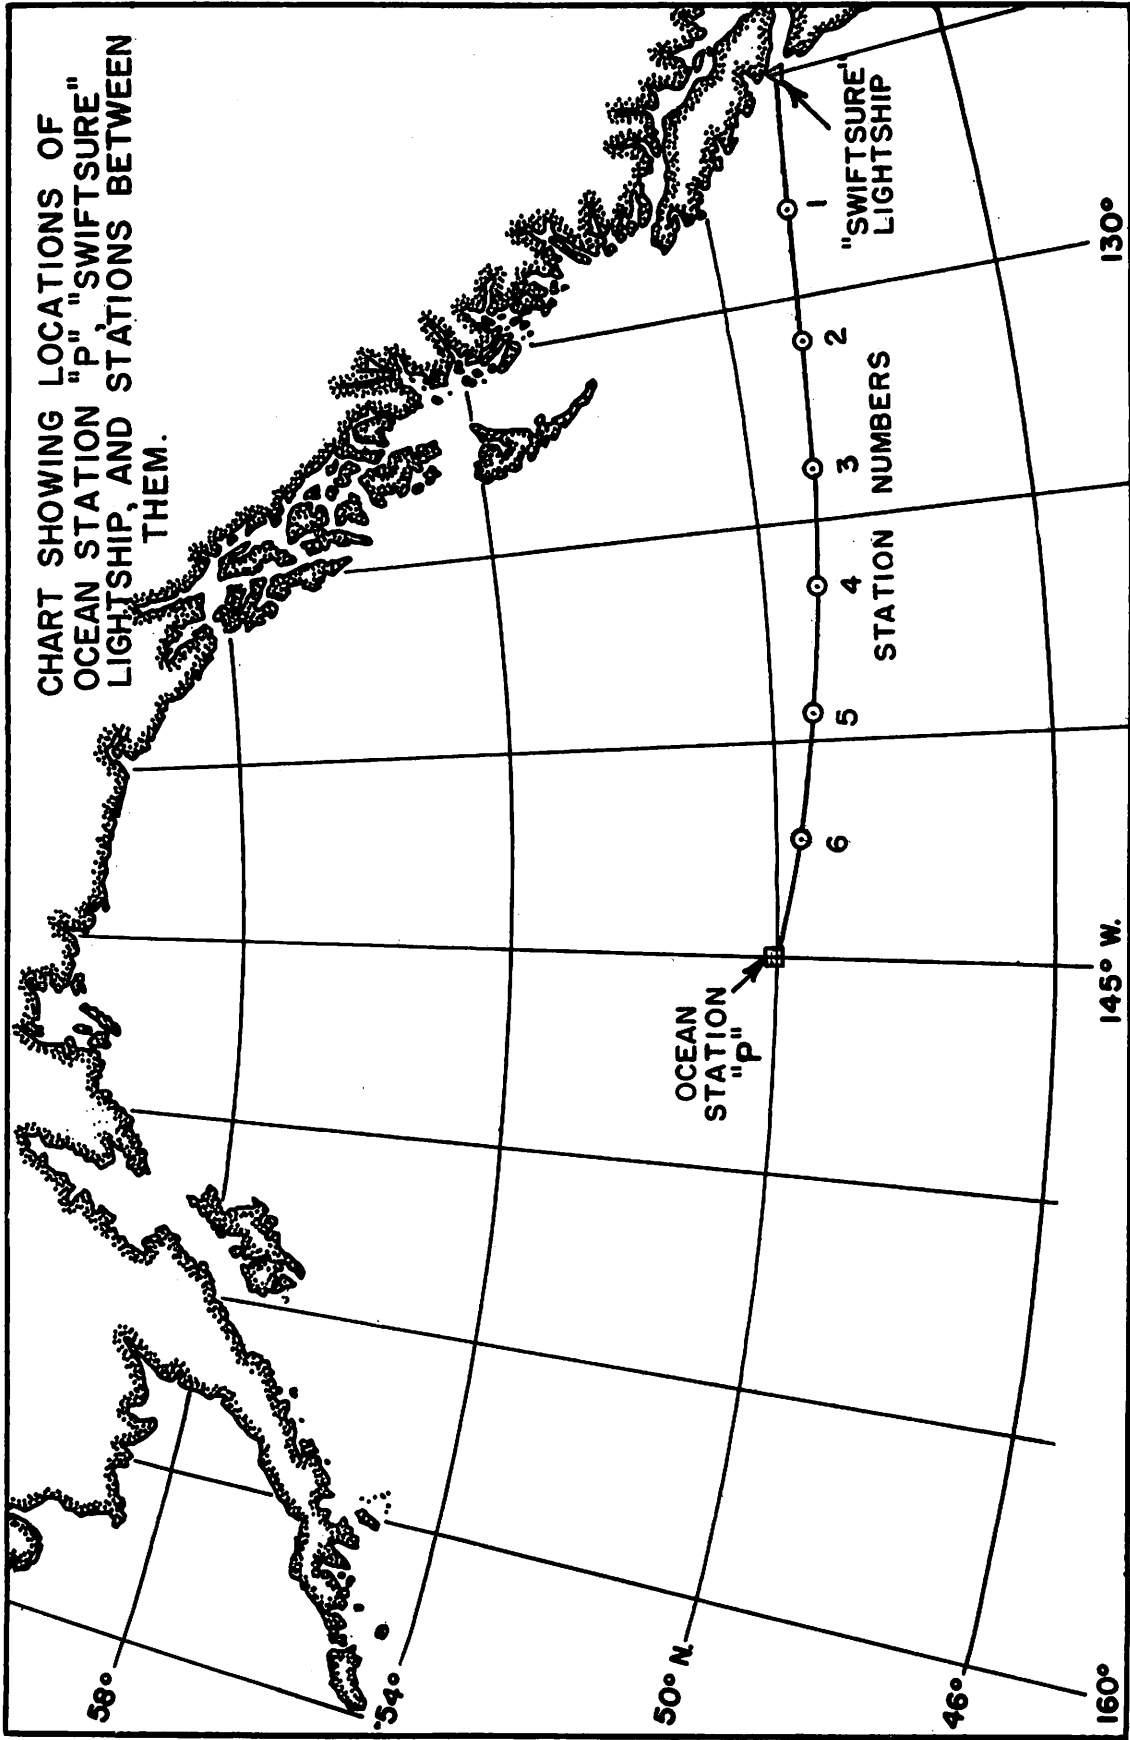 CHART SHOWING LOCATIONS OF
OCEAN STATION "P", "SWIFTSURE"
LIGHTSHIP, AND STATIONS BETWEEN
THEM.
58°
54°
50° N.
46°
160°
145° W.
130°
OCEAN
STATION
"P"
6
5
4
3
2
1
STATION NUMBERS
"SWIFTSURE"
LIGHTSHIP